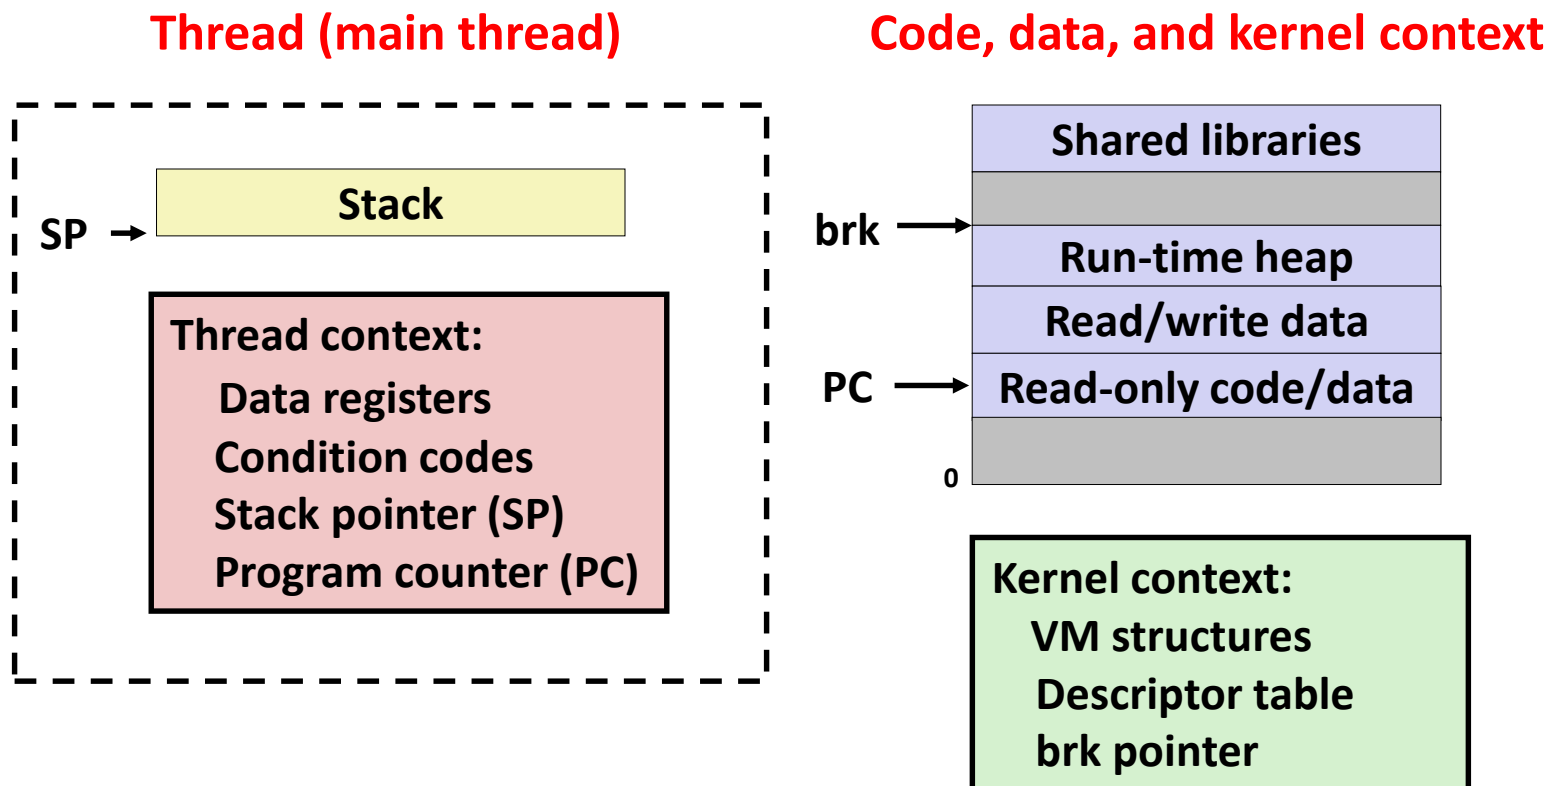 Thread (main thread)
Code, data, and kernel context
Stack
SP
Thread context:
Data registers
Condition codes
Stack pointer (SP)
Program counter (PC)
Shared libraries
brk
Run-time heap
Read/write data
PC
Read-only code/data
0
Kernel context:
VM structures
Descriptor table
brk pointer